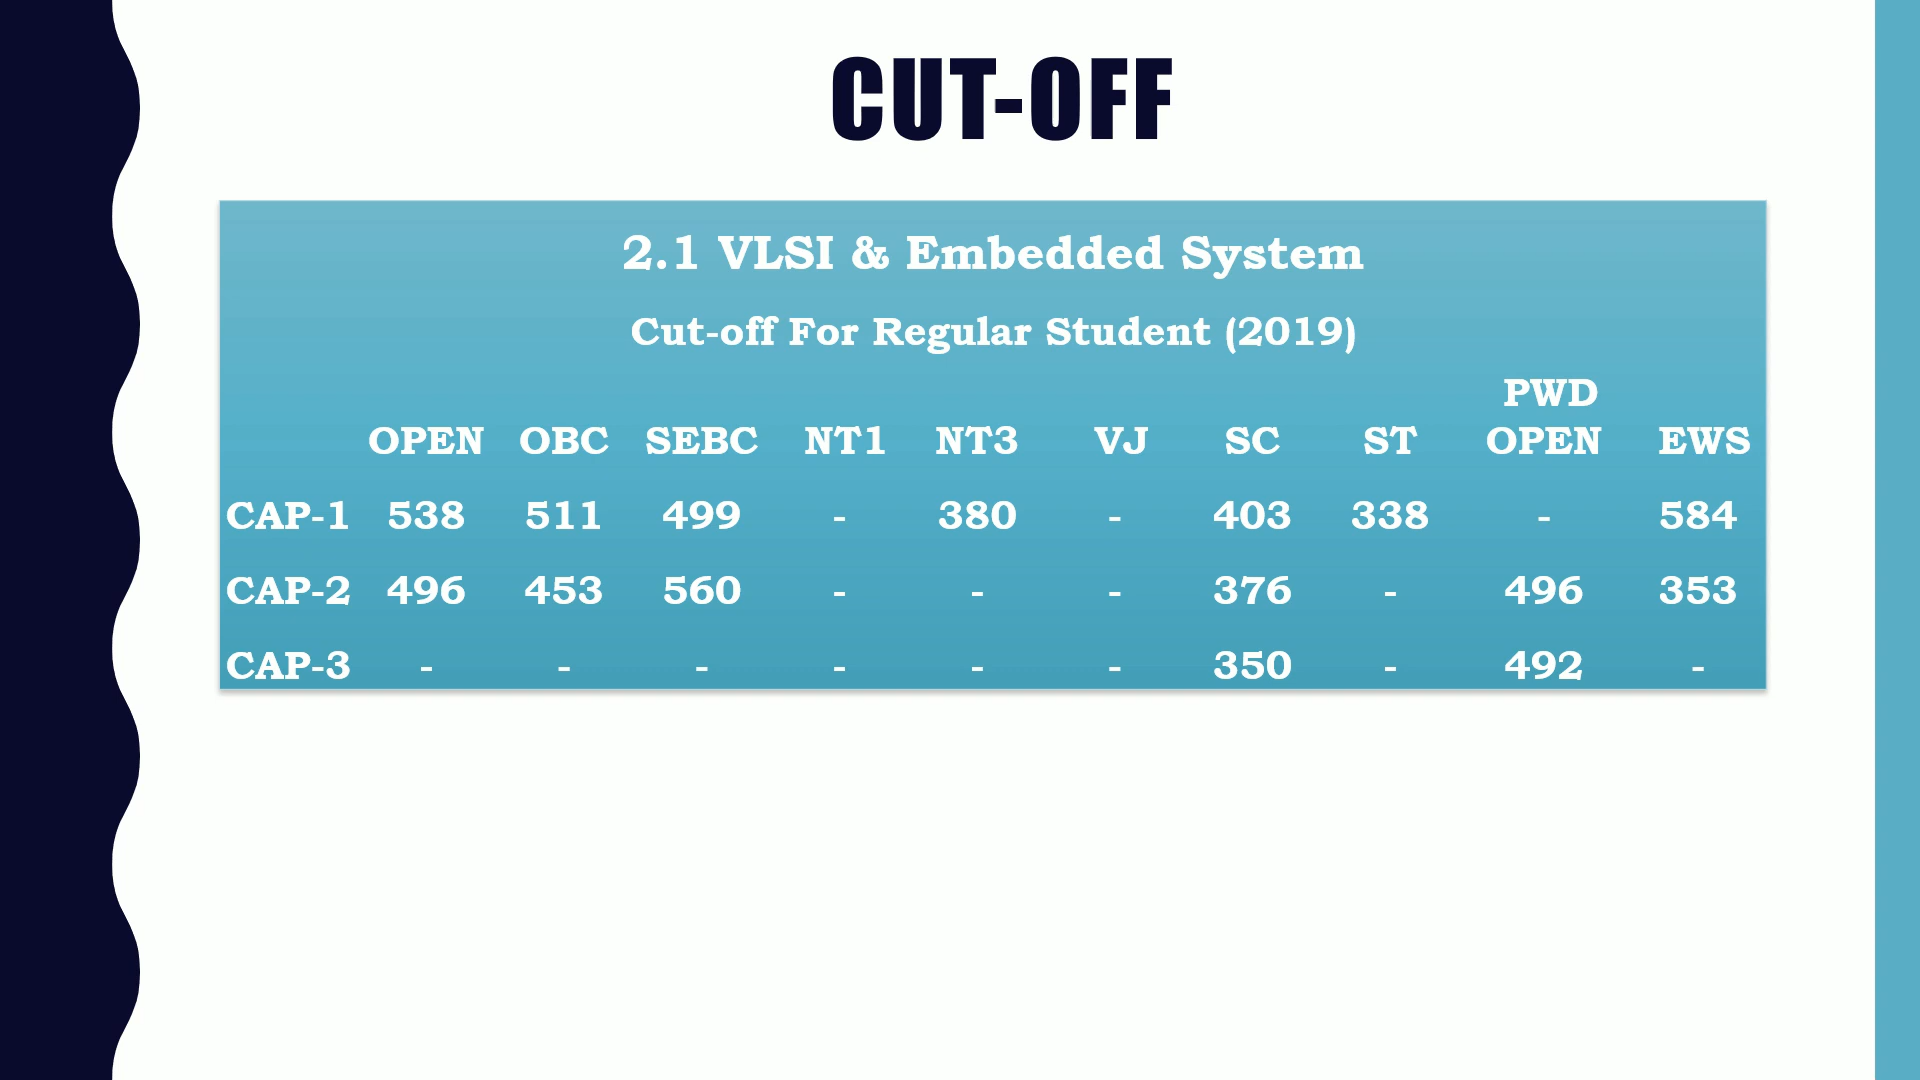 CUT-OFF
2.1 VLSI & Embedded System
Cut-off For Regular Student (2019)
OPEN OBC SEBC NT1 NT3 VJ SC ST PWD OPEN EWS
CAP-1 538 511 499 - 380 - 403 338 - 584
CAP-2 496 453 560 - - - 376 - 496 353
CAP-3 - - - - - - 350 - 492 -